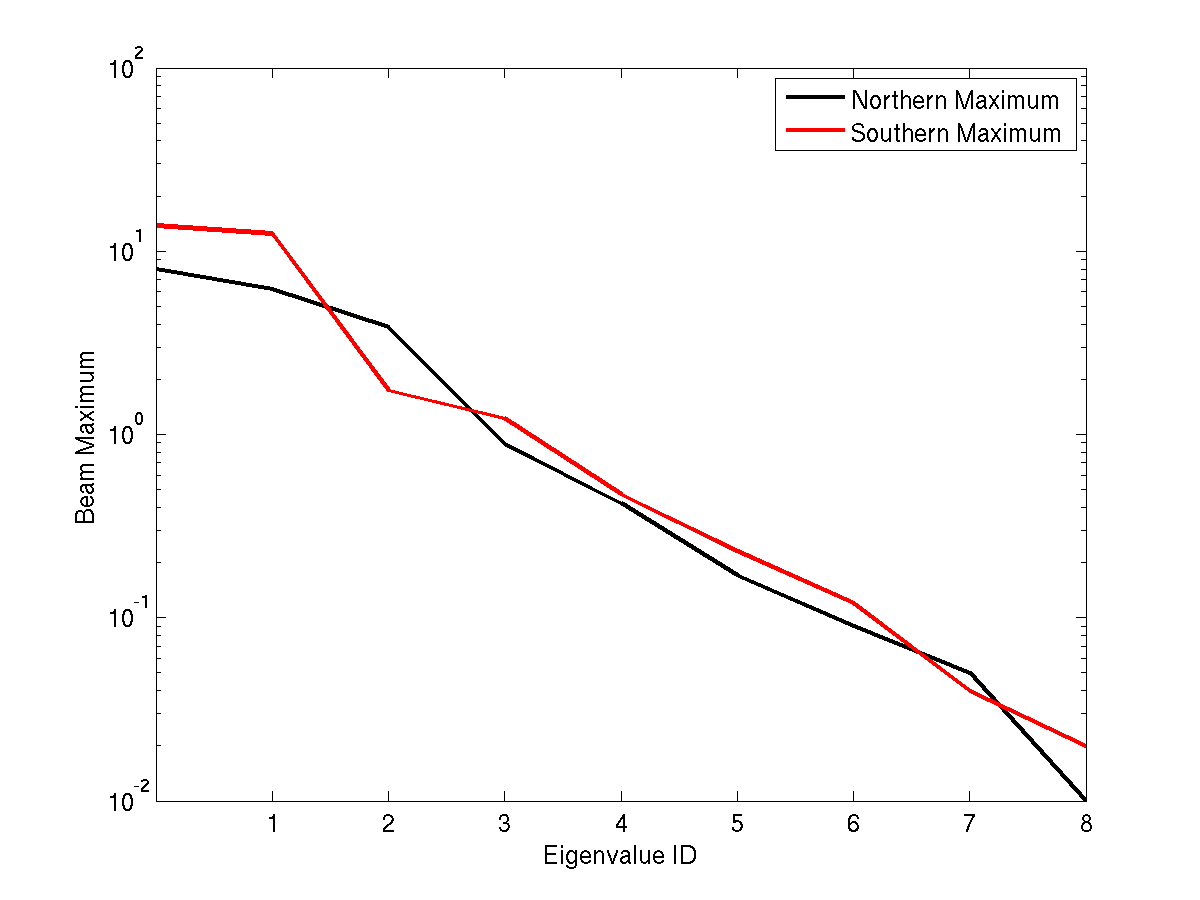 10^2
10^1
10^0
10^-1
10^-2
Beam Maximum
Northern Maximum
Southern Maximum
1 2 3 4 5 6 7 8
Eigenvalue ID